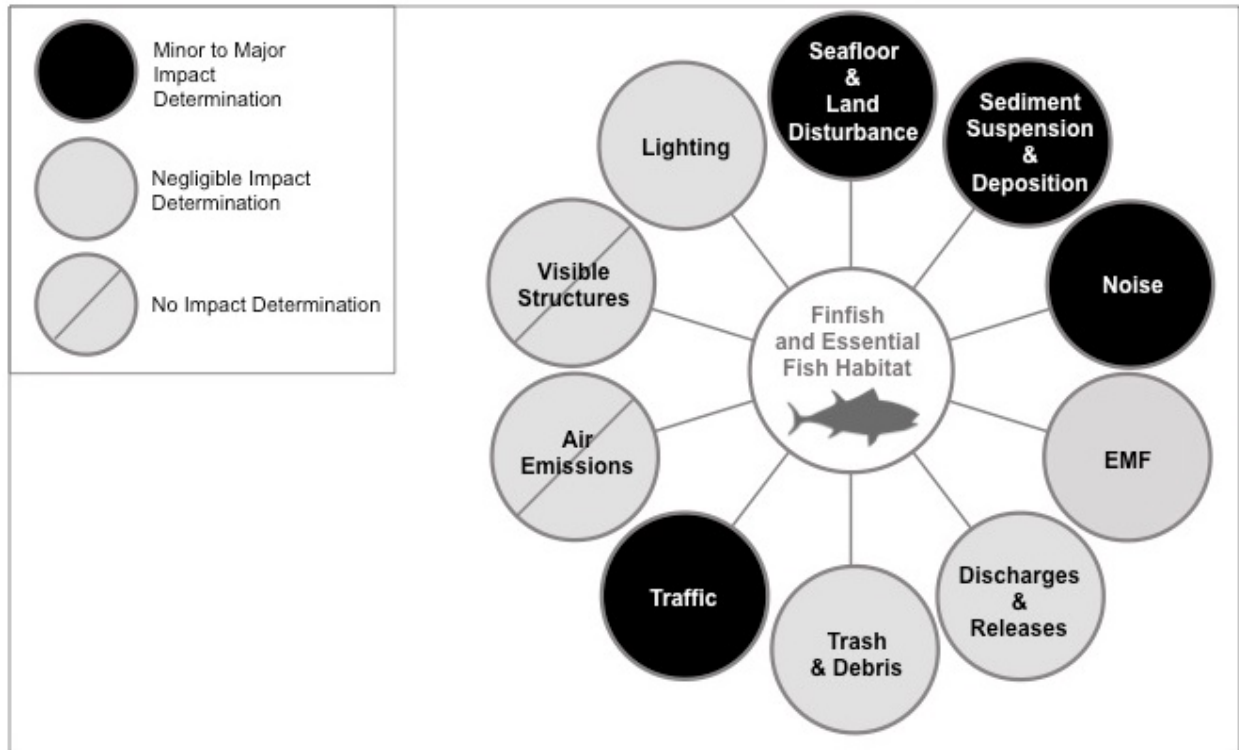 Minor to Major
Impact
Determination
Negligible Impact
Determination
No Impact Determination
Seafloor
&
Land
Disturbance
Sediment
Suspension
&
Deposition
Noise
EMF
Discharges
&
Releases
Trash
& Debris
Traffic
Air
Emissions
Visible
Structures
Lighting
Finfish
and Essential
Fish Habitat